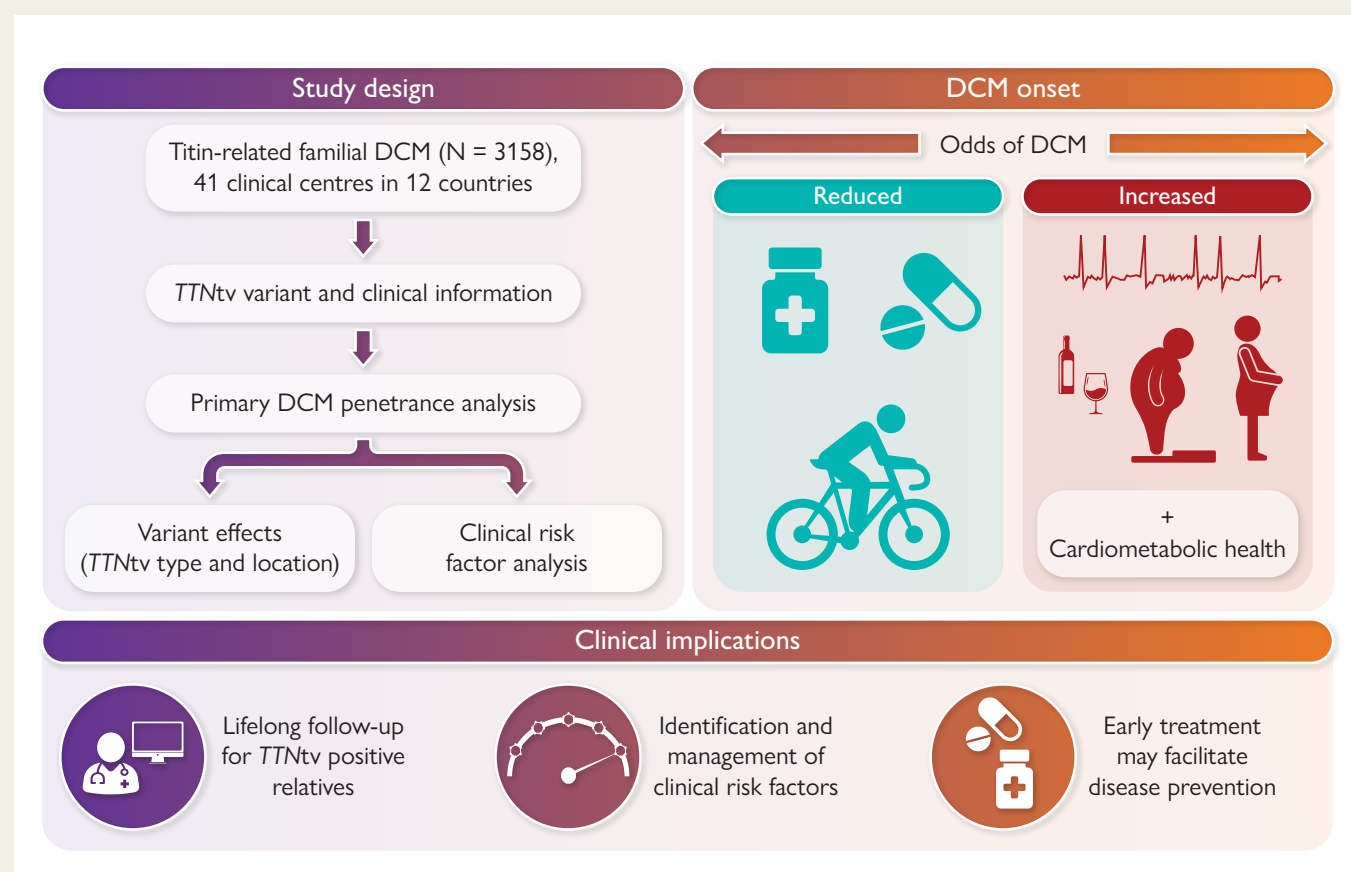 Study design
Titin-related familial DCM (N = 3158),
41 clinical centres in 12 countries
TTNtv variant and clinical information
Primary DCM penetrance analysis
Variant effects
(TTNtv type and location)
Clinical risk
factor analysis
DCM onset
Odds of DCM
Reduced
Increased
+
Cardiometabolic health
Clinical implications
Lifelong follow-up
for TTNtv positive
relatives
Identification and
management of
clinical risk factors
Early treatment
may facilitate
disease prevention